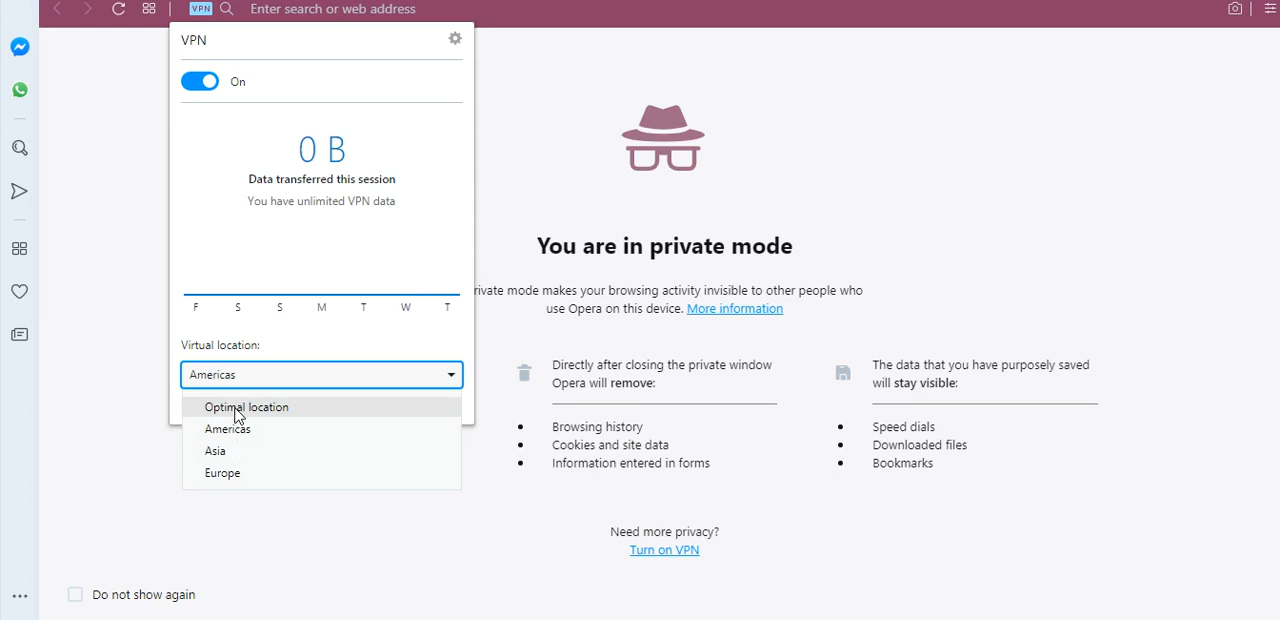 VPN
Enter search or web address
VPN
On
0 B
Data transferred this session
You have unlimited VPN data
F S S M T W T
Virtual location:
Americas
Optimal location
Americas
Asia
Europe
You are in private mode
rivate mode makes your browsing activity invisible to other people who
use Opera on this device. More information
Directly after closing the private window
Opera will remove:
Browsing history
Cookies and site data
Information entered in forms
The data that you have purposely saved
will stay visible:
Speed dials
Downloaded files
Bookmarks
Need more privacy?
Turn on VPN
Do not show again